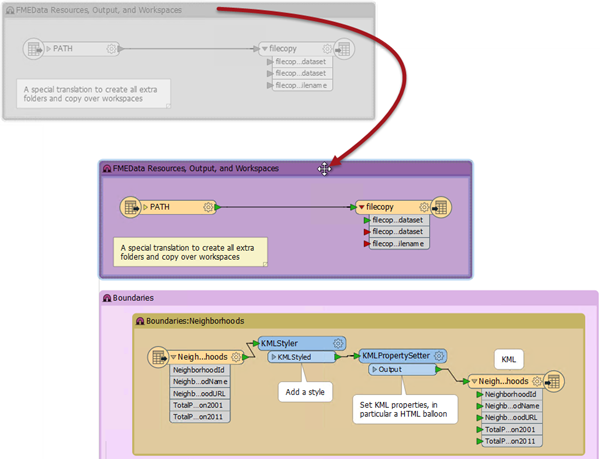 FMEData Resources, Output, and Workspaces
PATH
filecopy
filecop...dataset
filecop...dataset
filecop...ilename
A special translation to create all extra
folders and copy over workspaces
FMEData Resources, Output, and Workspaces
PATH
filecopy
filecop...dataset
filecop...dataset
filecop...ilename
A special translation to create all extra
folders and copy over workspaces
Boundaries
Boundaries:Neighborhoods
Neigh...hoods
NeighborhoodID
Neighb...odName
Neighb...oodURL
TotalP...on2001
TotalP...on2011
KMLStyler
KMLStyled
Add a style
KMLPropertySetter
Output
Set KML properties, in
particular a HTML balloon
KML
Neigh...hoods
NeighborhoodId
Neighb...odName
Neighb...oodURL
TotalP...on2001
TotalP...on2011